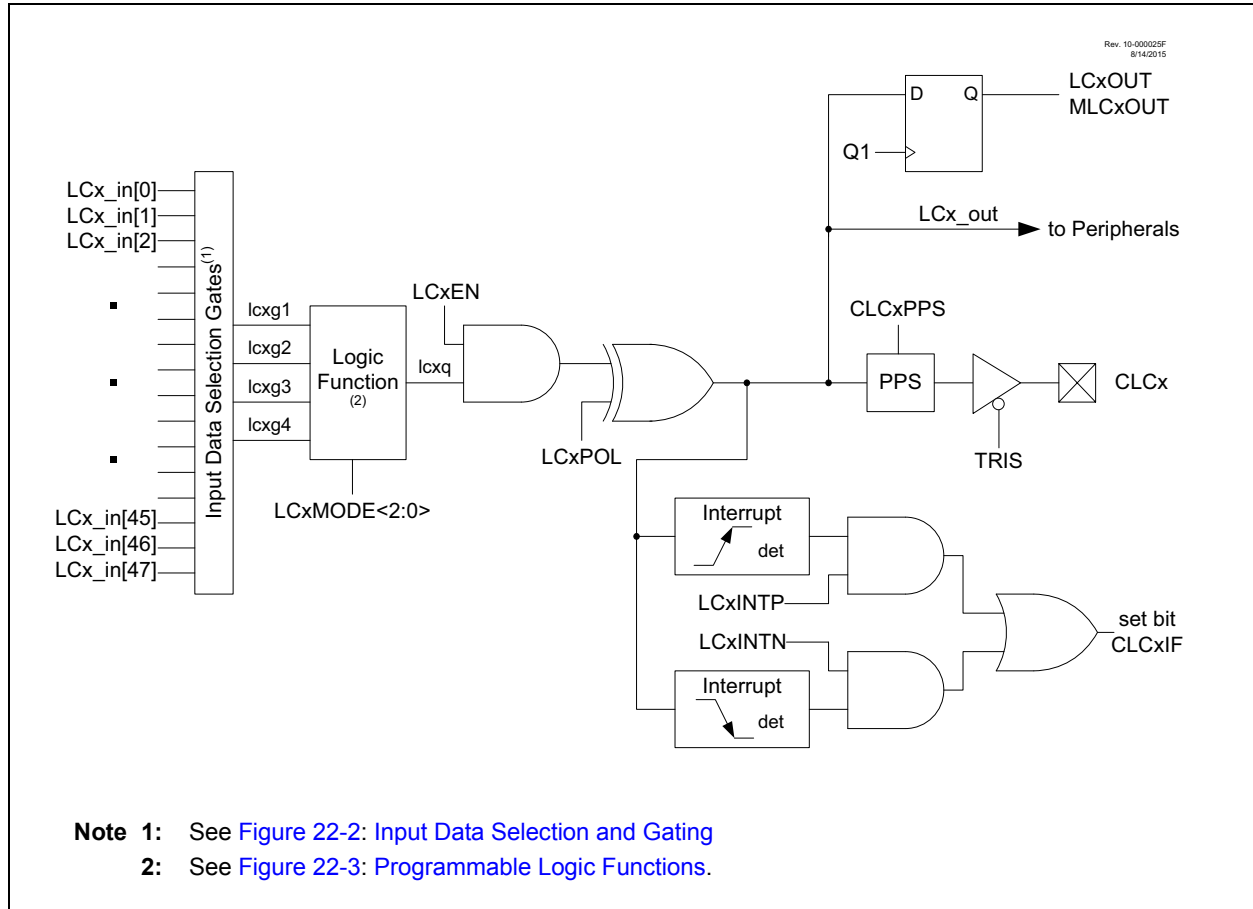 Rev. 10-000025F
8/14/2015
LCxOUT
MLCxOUT
D Q
Q1
LCx_out
to Peripherals
LCx_in[0]
LCx_in[1]
LCx_in[2]
LCx_in[45]
LCx_in[46]
LCx_in[47]
Input Data Selection Gates(1)
lcxg1
lcxg2
lcxg3
lcxg4
Logic
Function
(2)
LCxMODE<2:0>
lcxq
LCxEN
LCxPOL
CLCxPPS
PPS
TRIS
CLCx
Interrupt
det
LCxINTP
LCxINTN
Interrupt
det
set bit
CLCxIF
Note 1: See Figure 22-2: Input Data Selection and Gating
2: See Figure 22-3: Programmable Logic Functions.